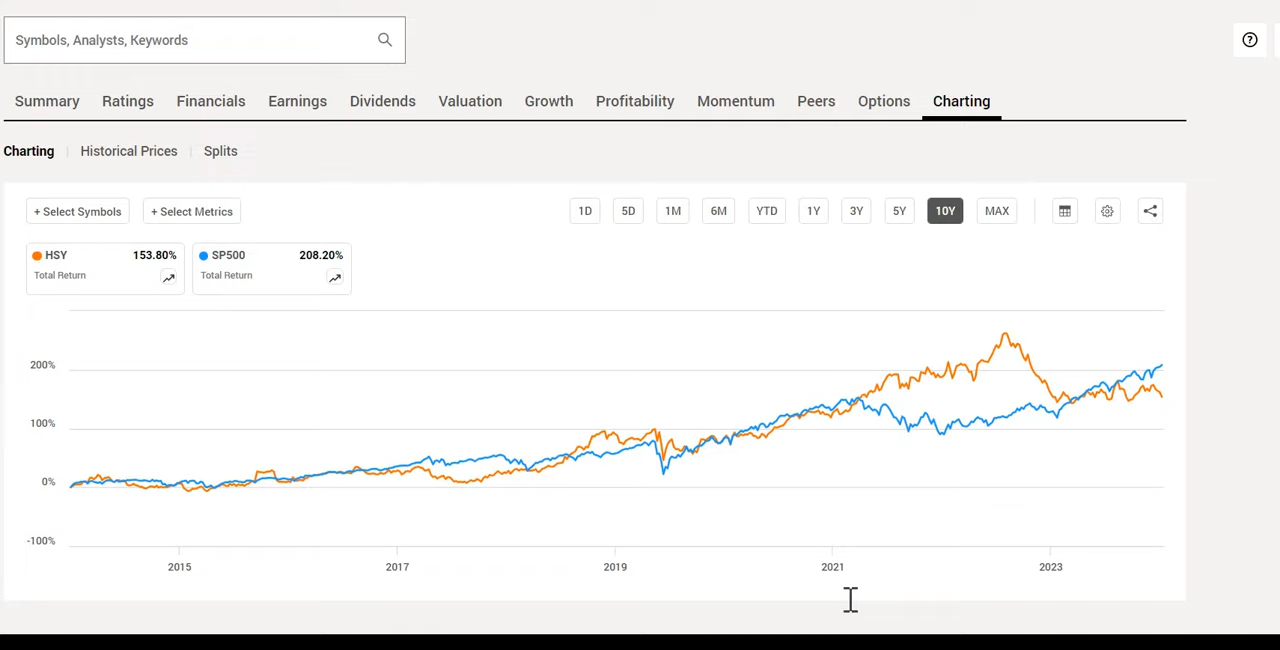 Symbols, Analysts, Keywords
Summary Ratings Financials Earnings Dividends Valuation Growth Profitability Momentum Peers Options Charting
Charting | Historical Prices | Splits
+ Select Symbols + Select Metrics 1D 5D 1M 6M YTD 1Y 3Y 5Y 10Y MAX
HSY 153.80% SP500 208.20%
Total Return Total Return
200%
100%
0%
-100%
2015 2017 2019 2021 2023